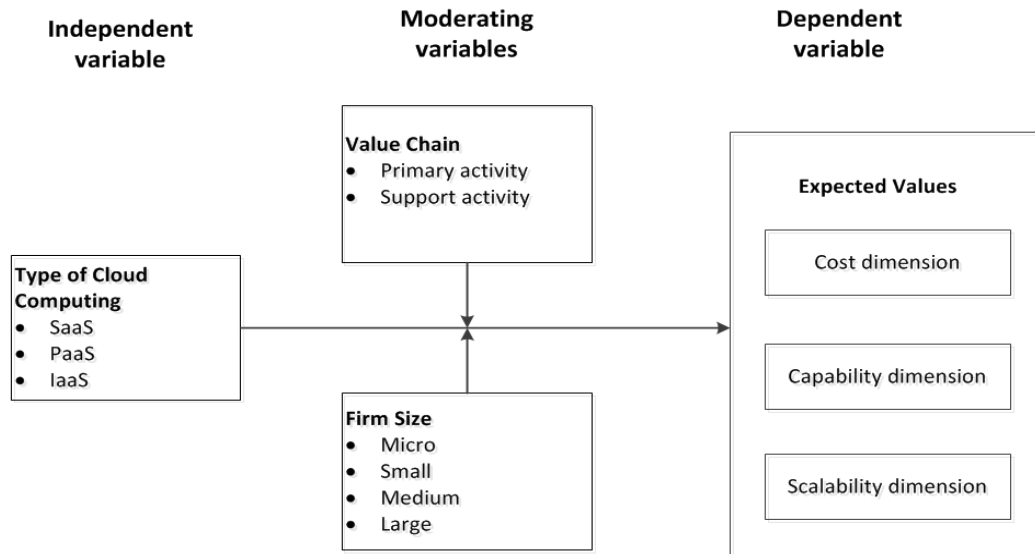 Independent
variable
Moderating
variables
Dependent
variable
Value Chain
● Primary activity
● Support activity
Type of Cloud
Computing
● SaaS
● PaaS
● IaaS
Firm Size
● Micro
● Small
● Medium
● Large
Expected Values
Cost dimension
Capability dimension
Scalability dimension